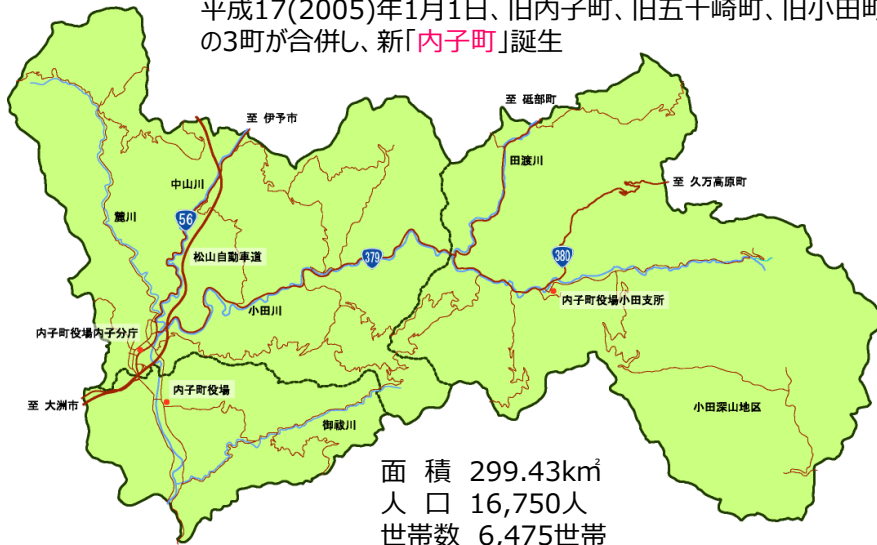 平成17(2005)年1月1日、旧内子町、旧五十崎町、旧小田町
の3町が合併し、新「内子町」誕生
至 砥部町
至 伊予市
田渡川
中山川
至 久万高原町
麓川
56
松山自動車道
379
380
内子町役場小田支所
小田川
内子町役場内子分庁
内子町役場
至 大洲市
小田深山地区
御祓川
面 積 299.43k㎡
人 口 16,750人
世帯数 6,475世帯